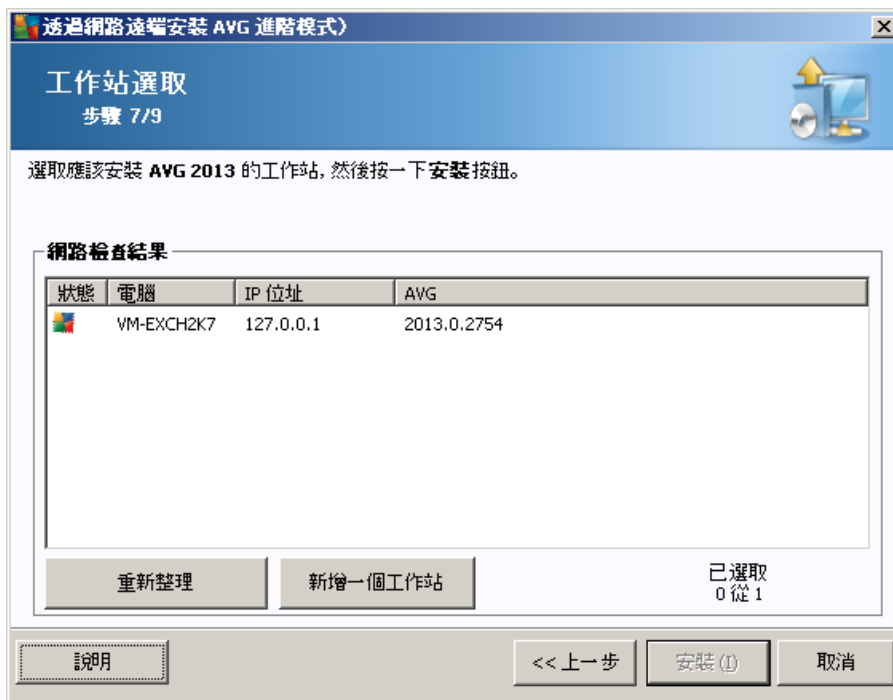 透過網路遠端安裝 AVG 進階模式）
工作站選取
步驟 7/9
選取應該安裝 AVG 2013 的工作站, 然後按一下安裝按鈕。
網路檢查結果
狀態 電腦 IP 位址 AVG
VM-EXCH2K7 127.0.0.1 2013.0.2754
重新整理 新增一個工作站 已選取
0 從 1
說明 << 上一步 安裝 (I) 取消